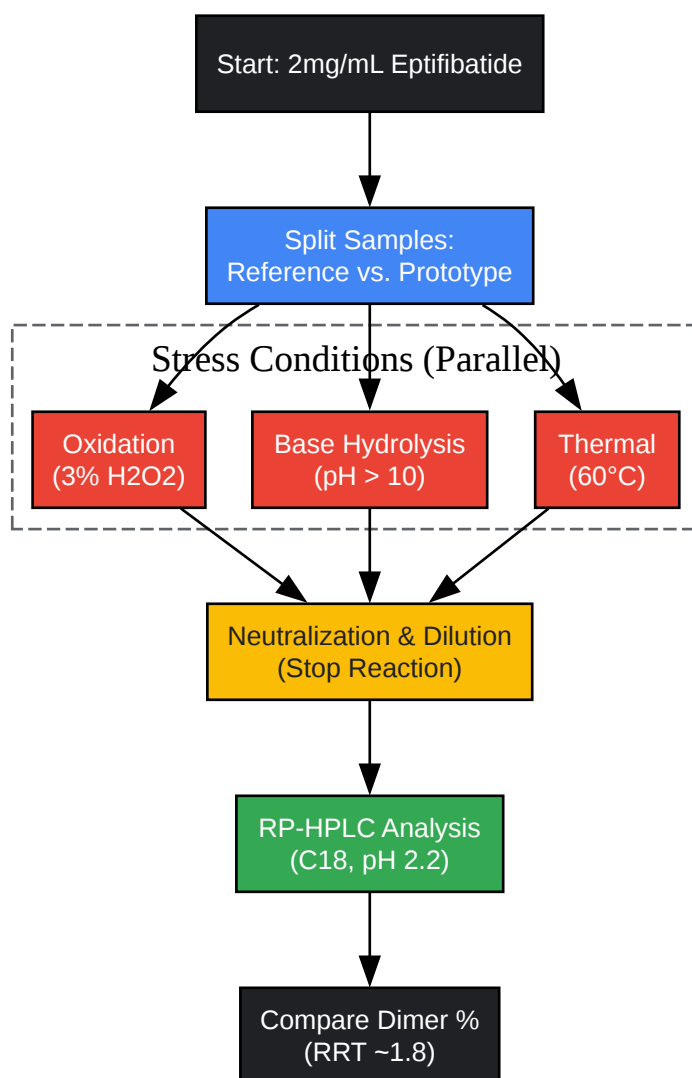 Start: 2mg/mL Eptifibatide
Split Samples:
Reference vs. Prototype
Stress Conditions (Parallel)
Oxidation
(3% H2O2)
Base Hydrolysis
(pH > 10)
Thermal
(60°C)
Neutralization & Dilution
(Stop Reaction)
RP-HPLC Analysis
(C18, pH 2.2)
Compare Dimer %
(RRT ~1.8)